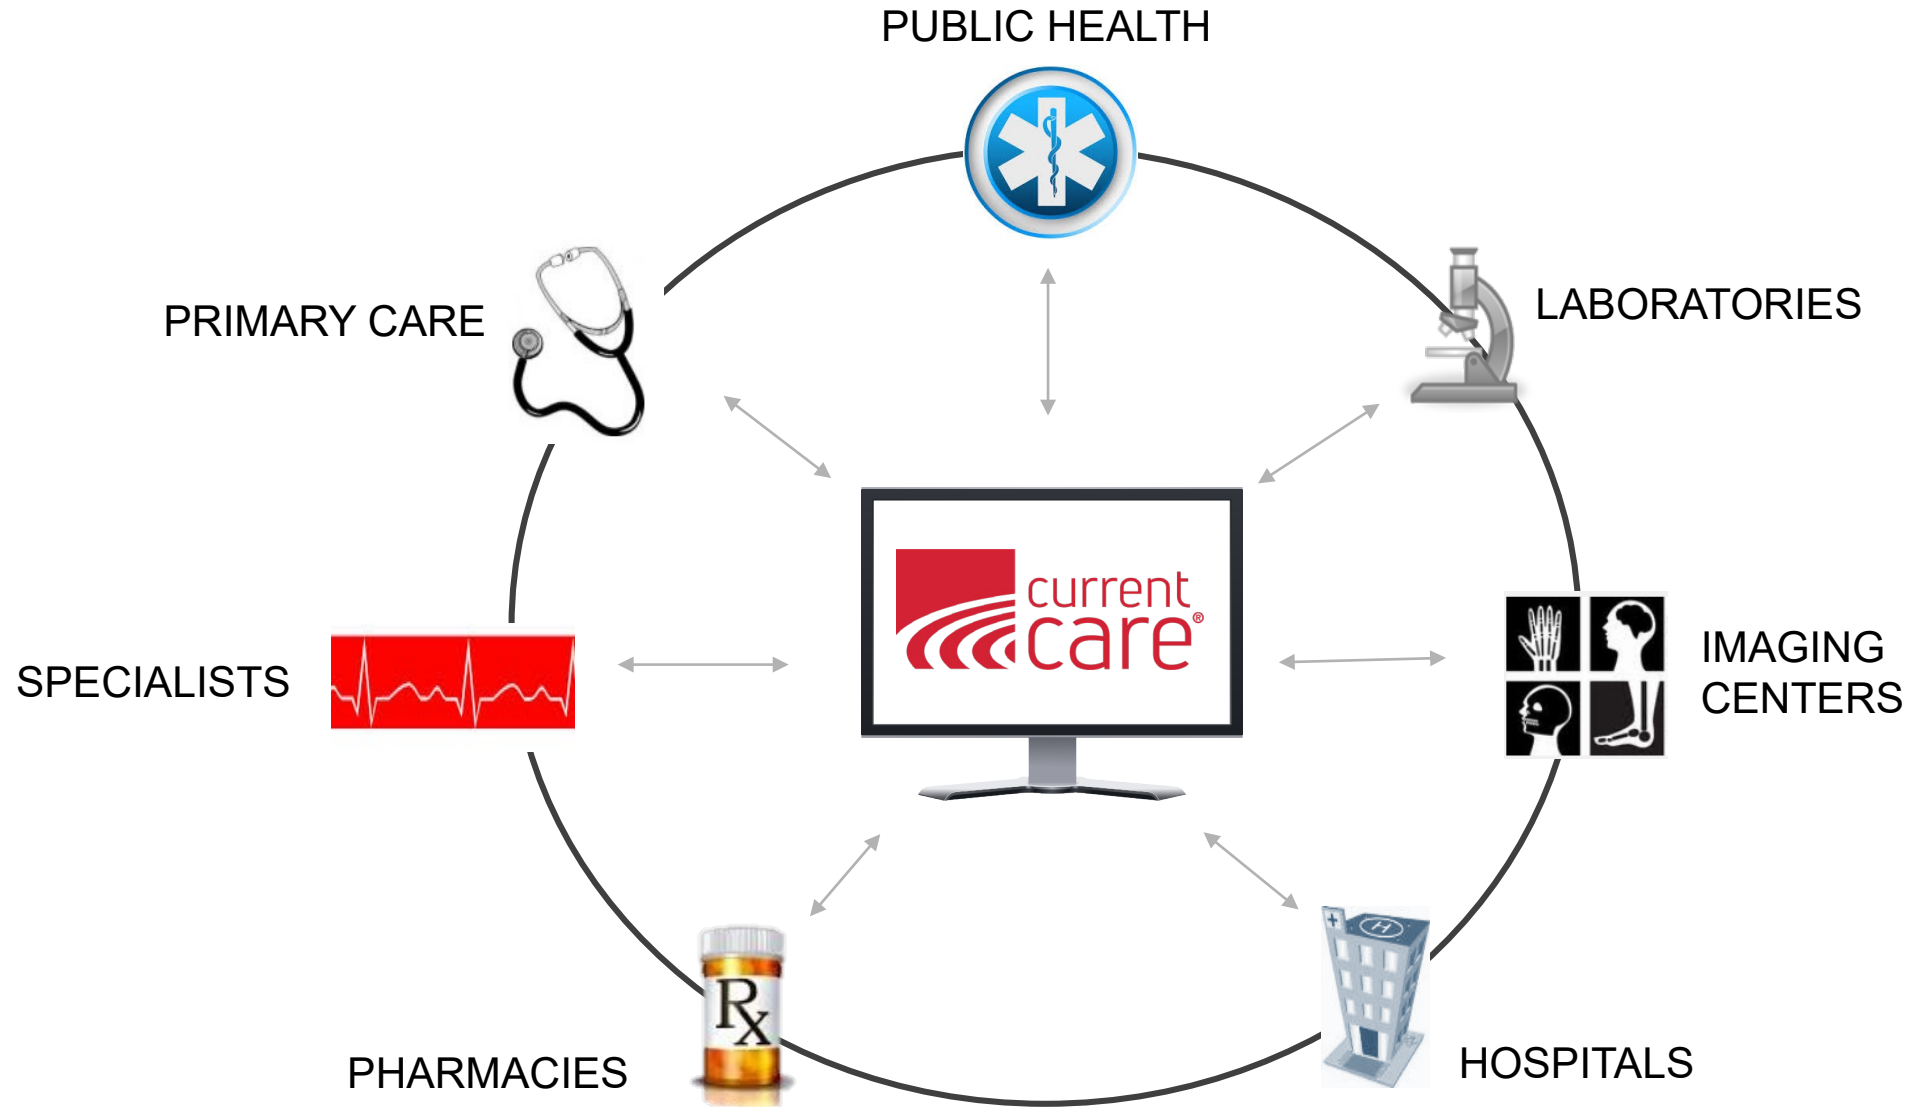 PUBLIC HEALTH
PRIMARY CARE
LABORATORIES
current
care®
SPECIALISTS
IMAGING
CENTERS
H
Rx
PHARMACIES
HOSPITALS